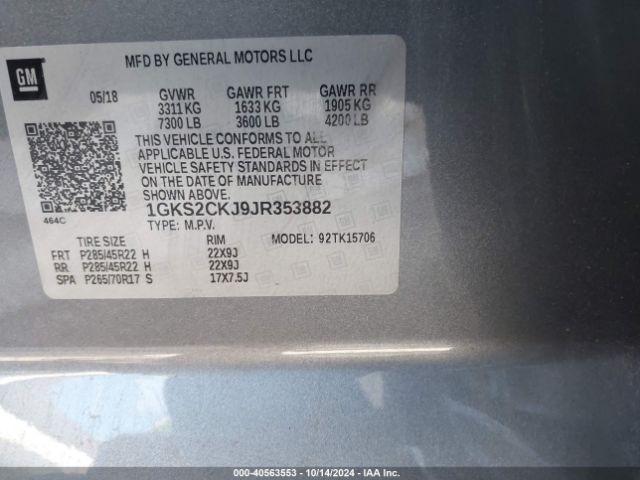 GM
MFD BY GENERAL MOTORS LLC
05/18 GVWR GAWR FRT GAWR RR
3311 KG 1633 KG 1905 KG
7300 LB 3600 LB 4200 LB
THIS VEHICLE CONFORMS TO ALL
APPLICABLE U.S. FEDERAL MOTOR
VEHICLE SAFETY STANDARDS IN EFFECT
ON THE DATE OF MANUFACTURE
SHOWN ABOVE.
1GKS2CKJ9JR353882
464C TYPE: M.P.V.
TIRE SIZE RIM MODEL: 92TK15706
FRT P285/45R22 H 22X9J
RR P285/45R22 H 22X9J
SPA P265/70R17 S 17X7.5J
000-40563553 - 10/14/2024 - IAA Inc.